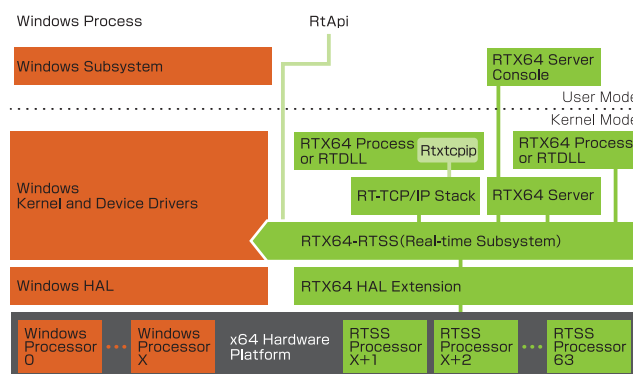 Windows Process
RtApi
Windows Subsystem
RTX64 Server
Console
User Mode
Kernel Mode
RTX64 Process
or RTDLL
Rtxtcpip
RTX64 Process
or RTDLL
Windows
Kernel and Device Drivers
RT-TCP/IP Stack
RTX64 Server
RTX64-RTSS(Real-time Subsystem)
Windows HAL
RTX64 HAL Extension
Windows
Processor
0
Windows
Processor
X
x64 Hardware
Platform
RTSS
Processor
X+1
RTSS
Processor
X+2
RTSS
Processor
63